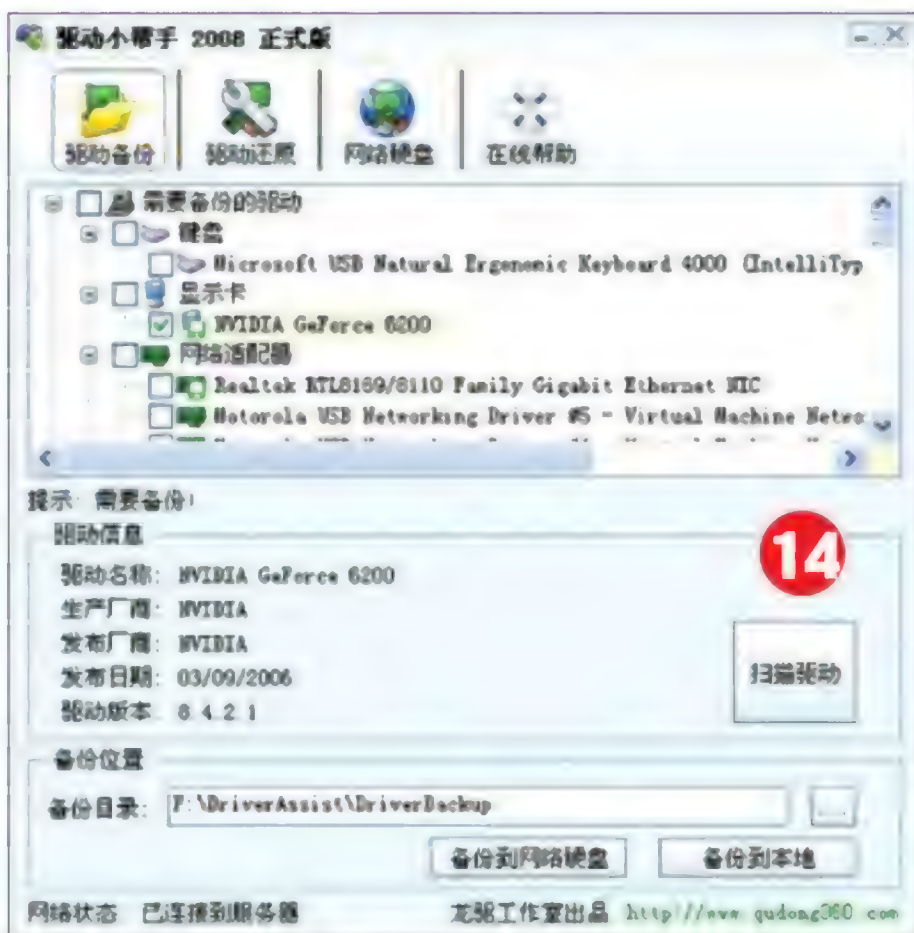 驱动小帮手 2008 正式版
驱动备份 驱动还原 网络硬盘 在线帮助
需要备份的驱动
键盘
Microsoft USB Natural Ergonomic Keyboard 4000 (IntelliTyp
显示卡
NVIDIA GeForce 6200
网络适配器
Realtek RTL8169/8110 Family Gigabit Ethernet NIC
Motorola USB Networking Driver #5 - Virtual Machine Netwo
提示: 需要备份!
驱动信息
14
驱动名称: NVIDIA GeForce 6200
生产厂商: NVIDIA
发布厂商: NVIDIA
发布日期: 03/09/2006
扫描驱动
驱动版本: 8.4.2.1
备份位置
备份目录: F:\DriverAssist\DriverBackup ...
备份到网络硬盘 备份到本地
网络状态: 已连接到服务器 龙驱工作室出品 http://www.qudong360.com